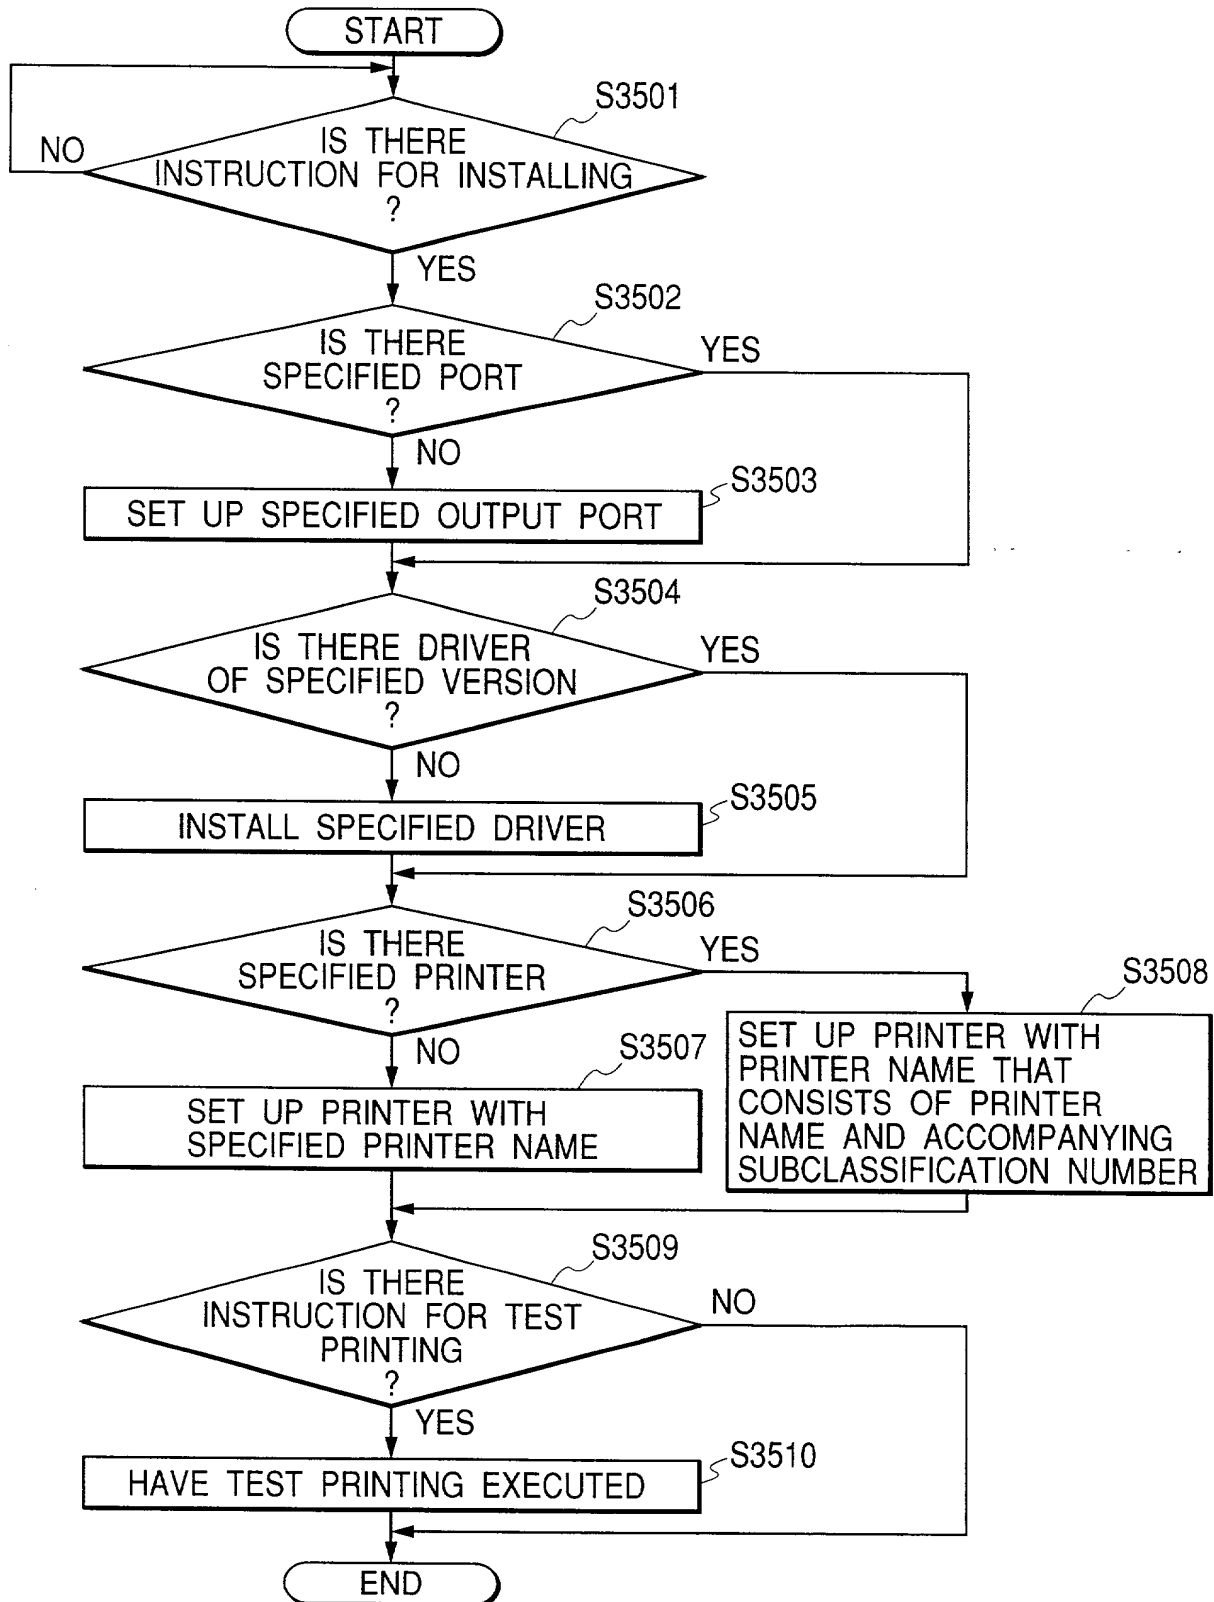 START
S3501
IS THERE
INSTRUCTION FOR INSTALLING
?
NO
YES
S3502
IS THERE
SPECIFIED PORT
?
YES
NO
S3503
SET UP SPECIFIED OUTPUT PORT
S3504
IS THERE DRIVER
OF SPECIFIED VERSION
?
YES
NO
S3505
INSTALL SPECIFIED DRIVER
S3506
IS THERE
SPECIFIED PRINTER
?
YES
NO
S3507
SET UP PRINTER WITH
SPECIFIED PRINTER NAME
S3508
SET UP PRINTER WITH
PRINTER NAME THAT
CONSISTS OF PRINTER
NAME AND ACCOMPANYING
SUBCLASSIFICATION NUMBER
S3509
IS THERE
INSTRUCTION FOR TEST
PRINTING
?
NO
YES
S3510
HAVE TEST PRINTING EXECUTED
END